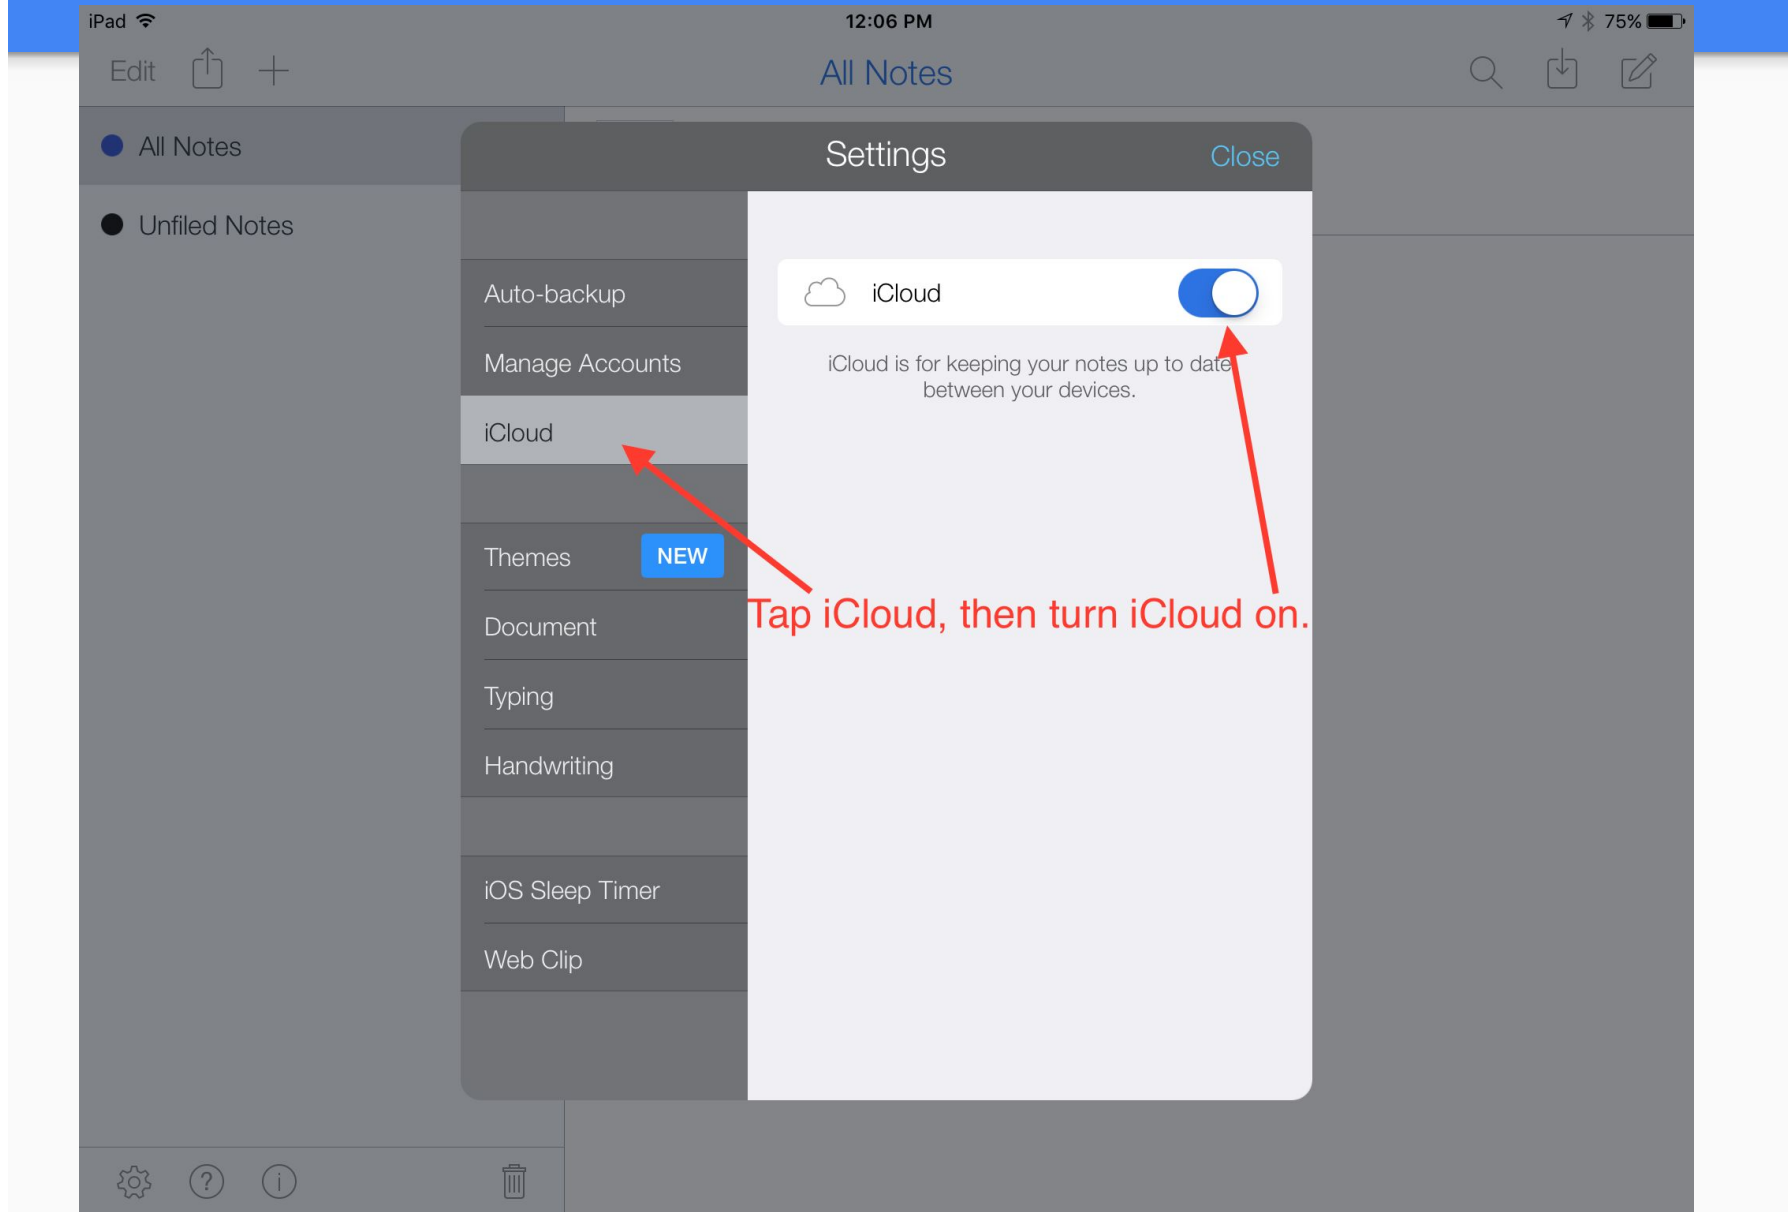 iPad 12:06 PM 75%
Edit All Notes
All Notes
Unfiled Notes
Settings Close
Auto-backup
Manage Accounts
iCloud
Themes NEW
Document
Typing
Handwriting
iOS Sleep Timer
Web Clip
iCloud
iCloud is for keeping your notes up to date
between your devices.
Tap iCloud, then turn iCloud on.